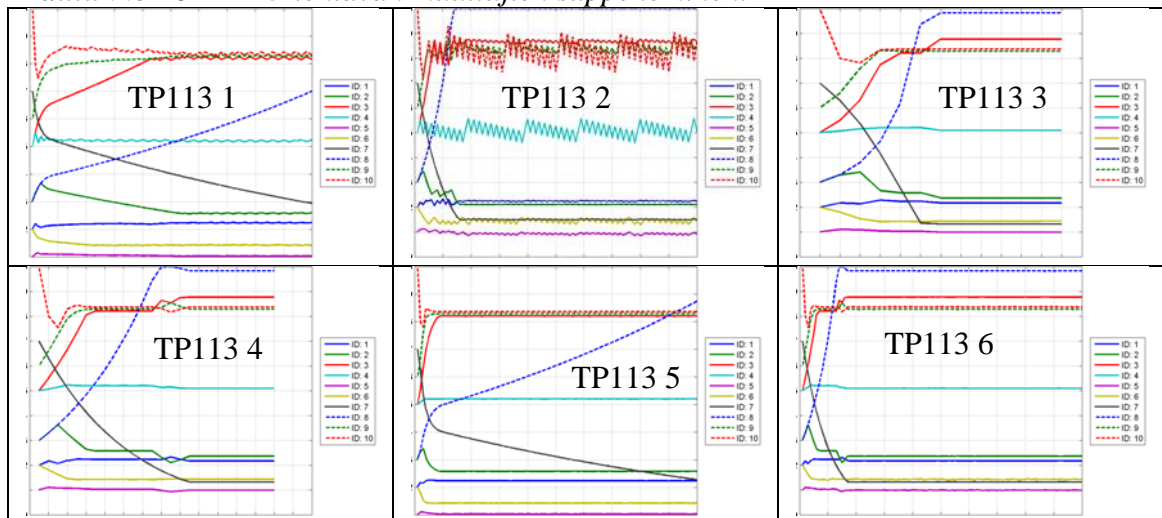 TP113 1
ID: 1
ID: 2
ID: 3
ID: 4
ID: 5
ID: 6
ID: 7
ID: 8
ID: 9
ID: 10
TP113 2
ID: 1
ID: 2
ID: 3
ID: 4
ID: 5
ID: 6
ID: 7
ID: 8
ID: 9
ID: 10
TP113 3
ID: 1
ID: 2
ID: 3
ID: 4
ID: 5
ID: 6
ID: 7
ID: 8
ID: 9
ID: 10
TP113 4
ID: 1
ID: 2
ID: 3
ID: 4
ID: 5
ID: 6
ID: 7
ID: 8
ID: 9
ID: 10
TP113 5
ID: 1
ID: 2
ID: 3
ID: 4
ID: 5
ID: 6
ID: 7
ID: 8
ID: 9
ID: 10
TP113 6
ID: 1
ID: 2
ID: 3
ID: 4
ID: 5
ID: 6
ID: 7
ID: 8
ID: 9
ID: 10